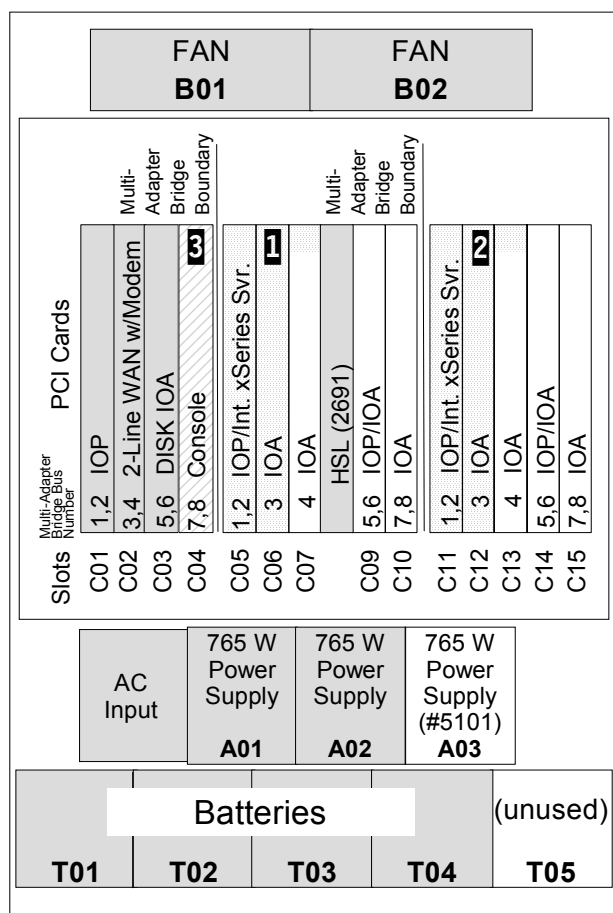 FAN
B01
FAN
B02
Multi-
Adapter
Bridge
Boundary
Multi-
Adapter
Bridge
Boundary
PCI Cards
Multi-Adapter
Bridge Bus
Number
Slots
1,2 IOP
C01
3,4 2-Line WAN w/Modem
C02
5,6 DISK IOA
C03
7,8 Console 3
C04
1,2 IOP/Int. xSeries Svr.
C05
3 IOA 1
C06
4 IOA
C07
HSL (2691)
5,6 IOP/IOA
C09
7,8 IOA
C10
1,2 IOP/Int. xSeries Svr.
C11
3 IOA 2
C12
4 IOA
C13
5,6 IOP/IOA
C14
7,8 IOA
C15
AC
Input
765 W
Power
Supply
A01
765 W
Power
Supply
A02
765 W
Power
Supply
(#5101)
A03
Batteries
(unused)
T01
T02
T03
T04
T05